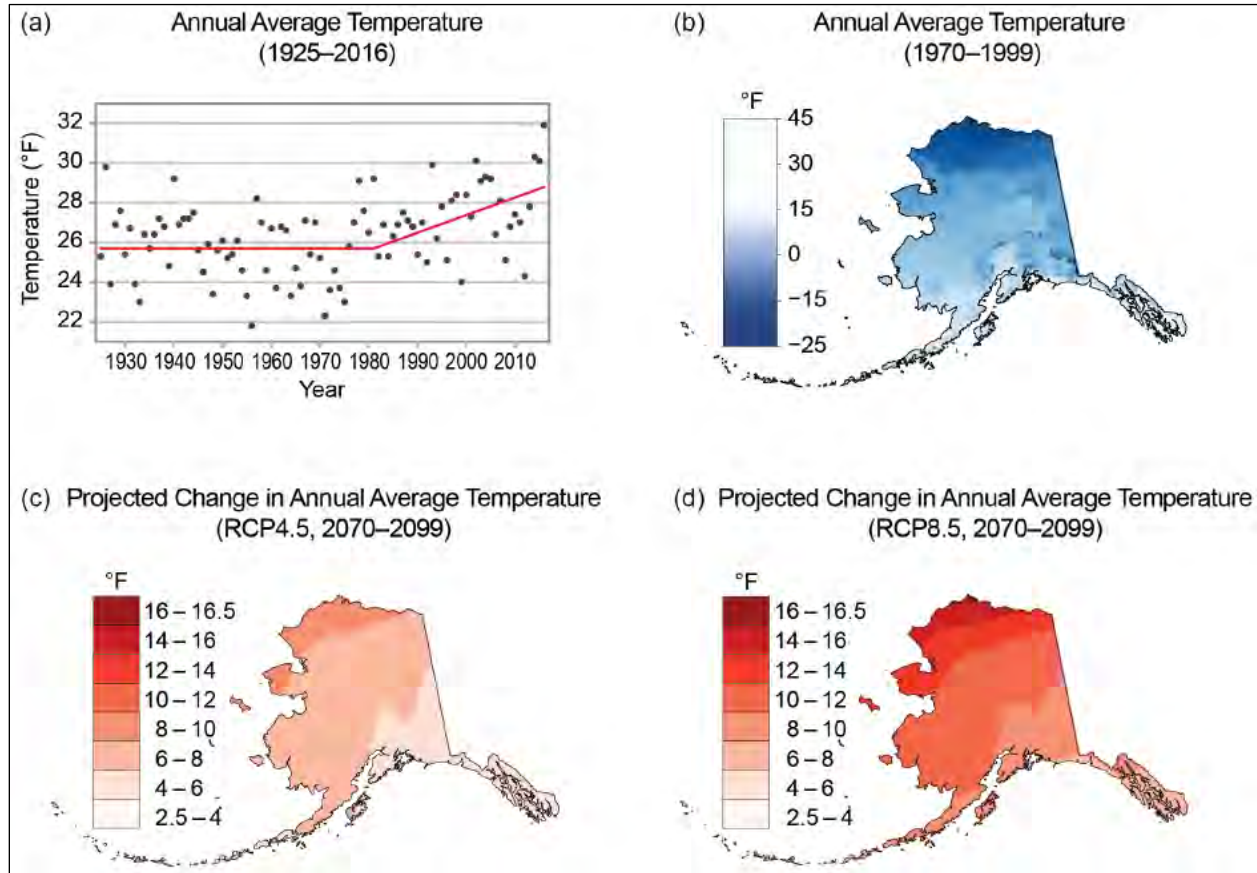 (a) Annual Average Temperature
(1925–2016)
Temperature (°F)
32
30
28
26
24
22
1930 1940 1950 1960 1970 1980 1990 2000 2010
Year
(b) Annual Average Temperature
(1970–1999)
°F
45
30
15
0
−15
−25
(c) Projected Change in Annual Average Temperature
(RCP4.5, 2070–2099)
°F
16 – 16.5
14 – 16
12 – 14
10 – 12
8 – 10
6 – 8
4 – 6
2.5 – 4
(d) Projected Change in Annual Average Temperature
(RCP8.5, 2070–2099)
°F
16 – 16.5
14 – 16
12 – 14
10 – 12
8 – 10
6 – 8
4 – 6
2.5 – 4